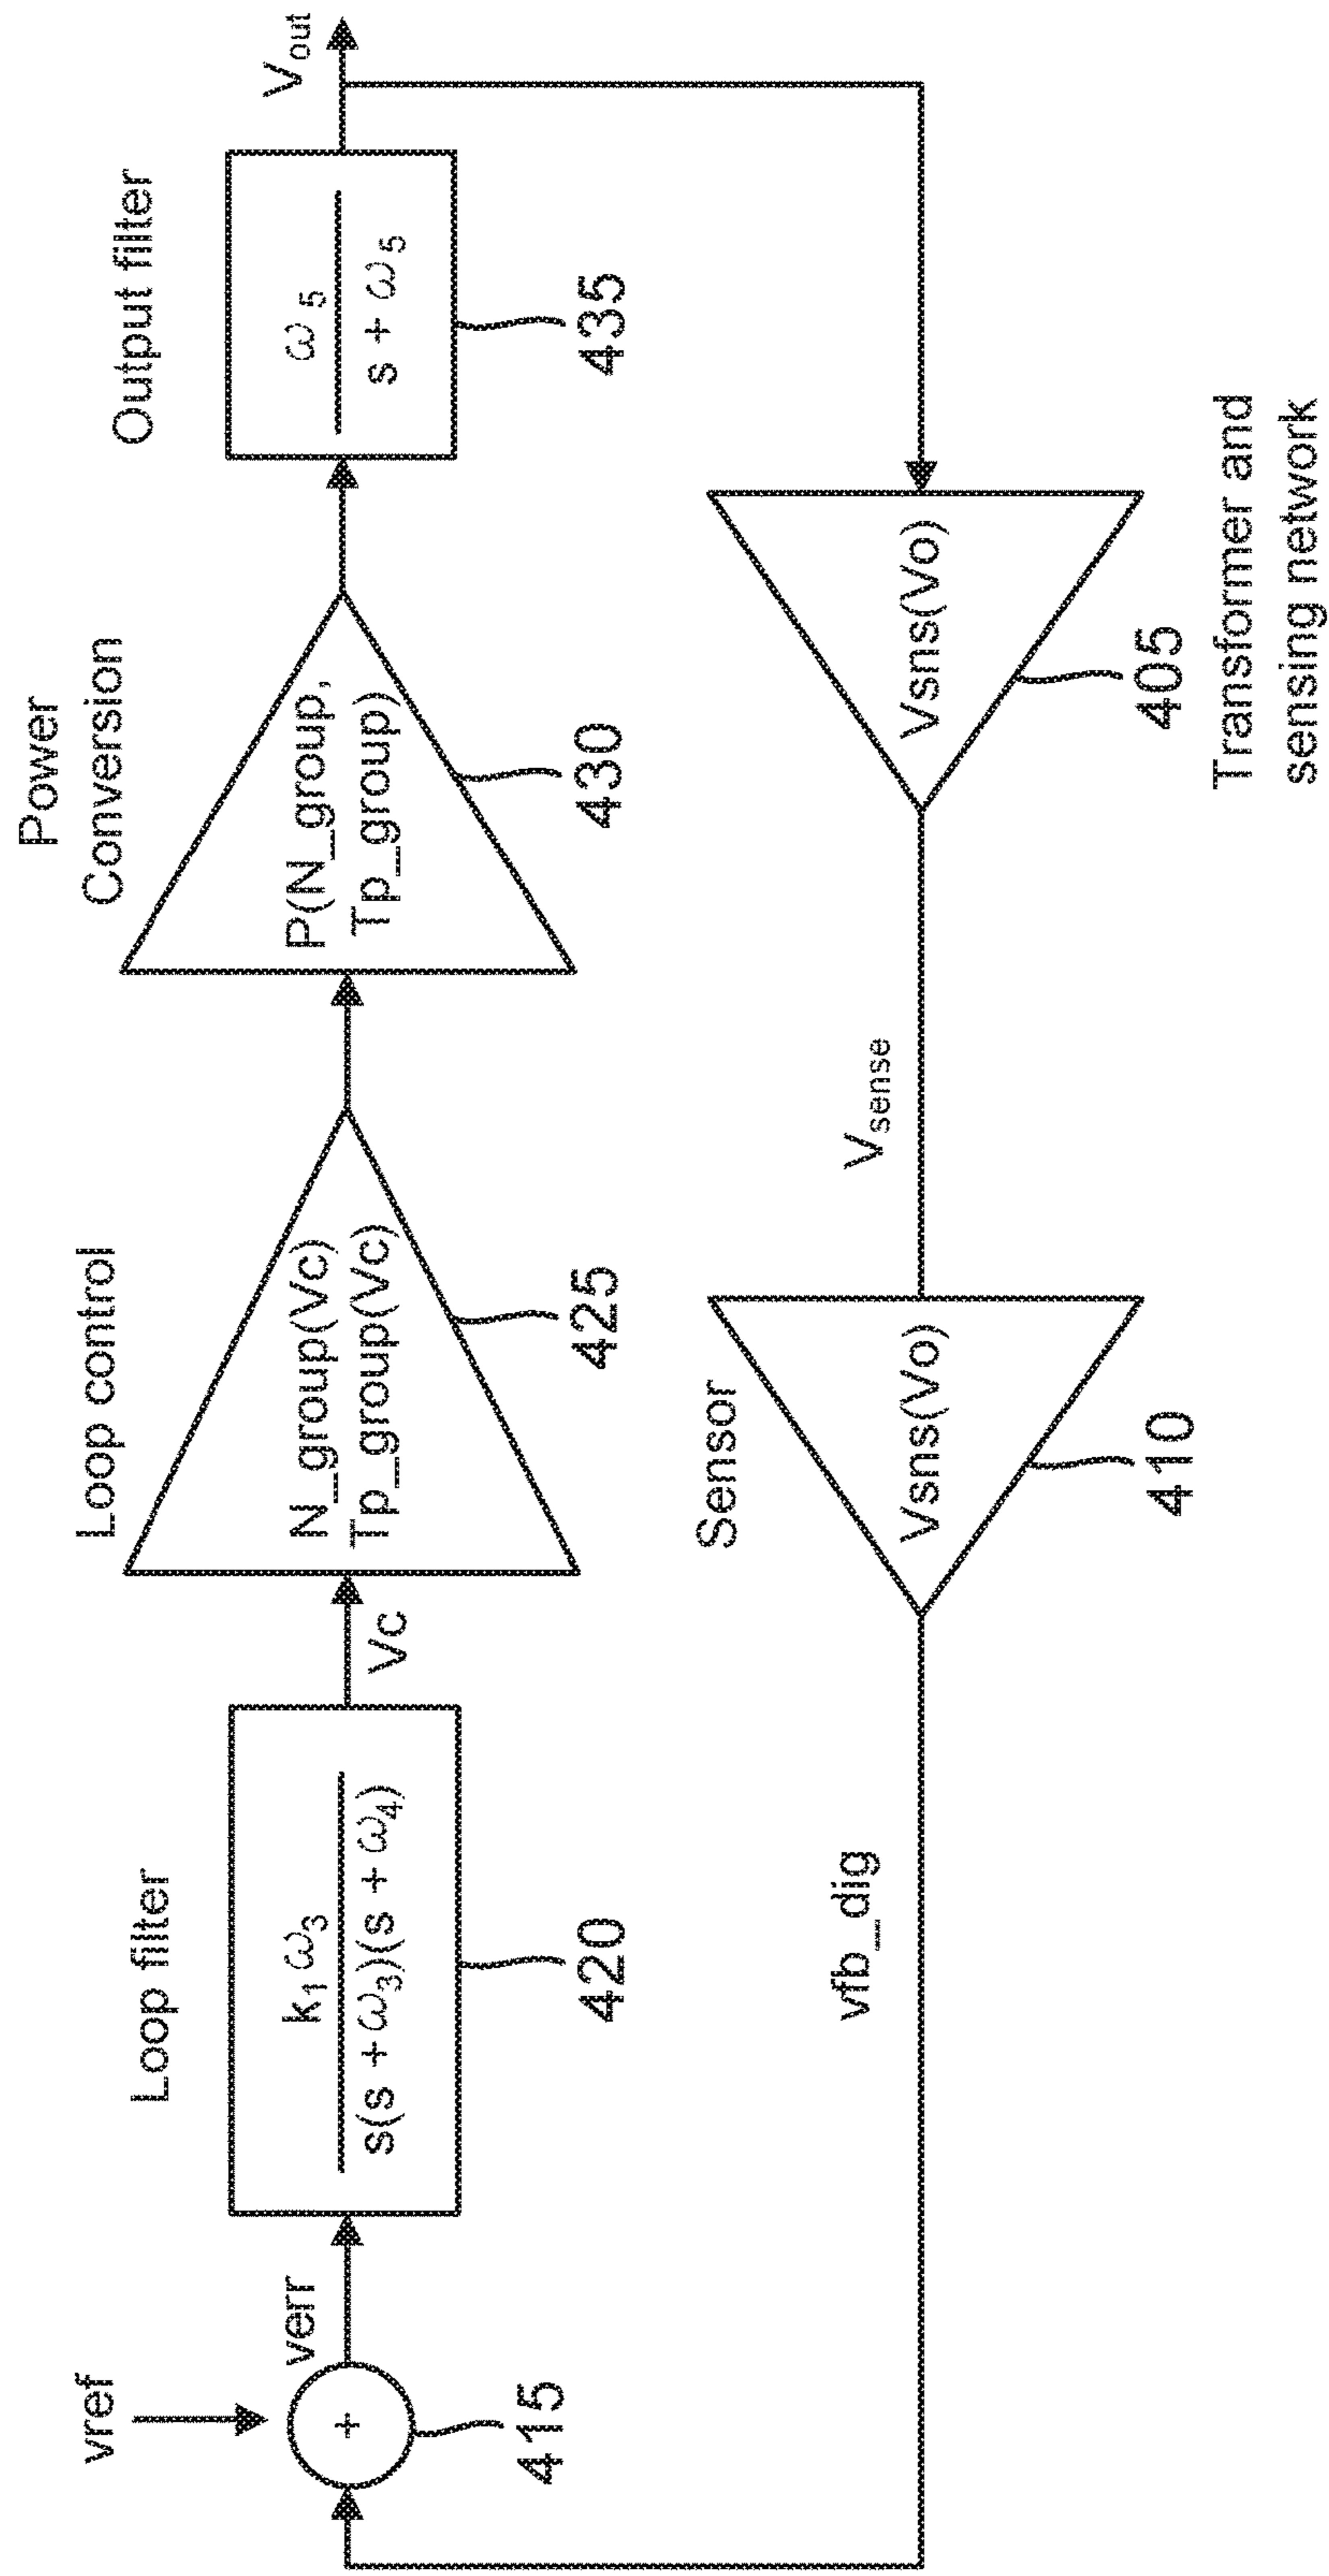 vref
415
+
verr
Loop filter
k₁ω₃
s(s + ω₃)(s + ω₄)
420
Vc
Loop control
N_group(Vc)
Tp_group(Vc)
425
Power
Conversion
P(N_group,
Tp_group)
430
Output filter
ω₅
s + ω₅
435
Vout
vfb_dig
Sensor
Vsns(Vo)
410
Vsense
Vsns(Vo)
405
Transformer and
sensing network